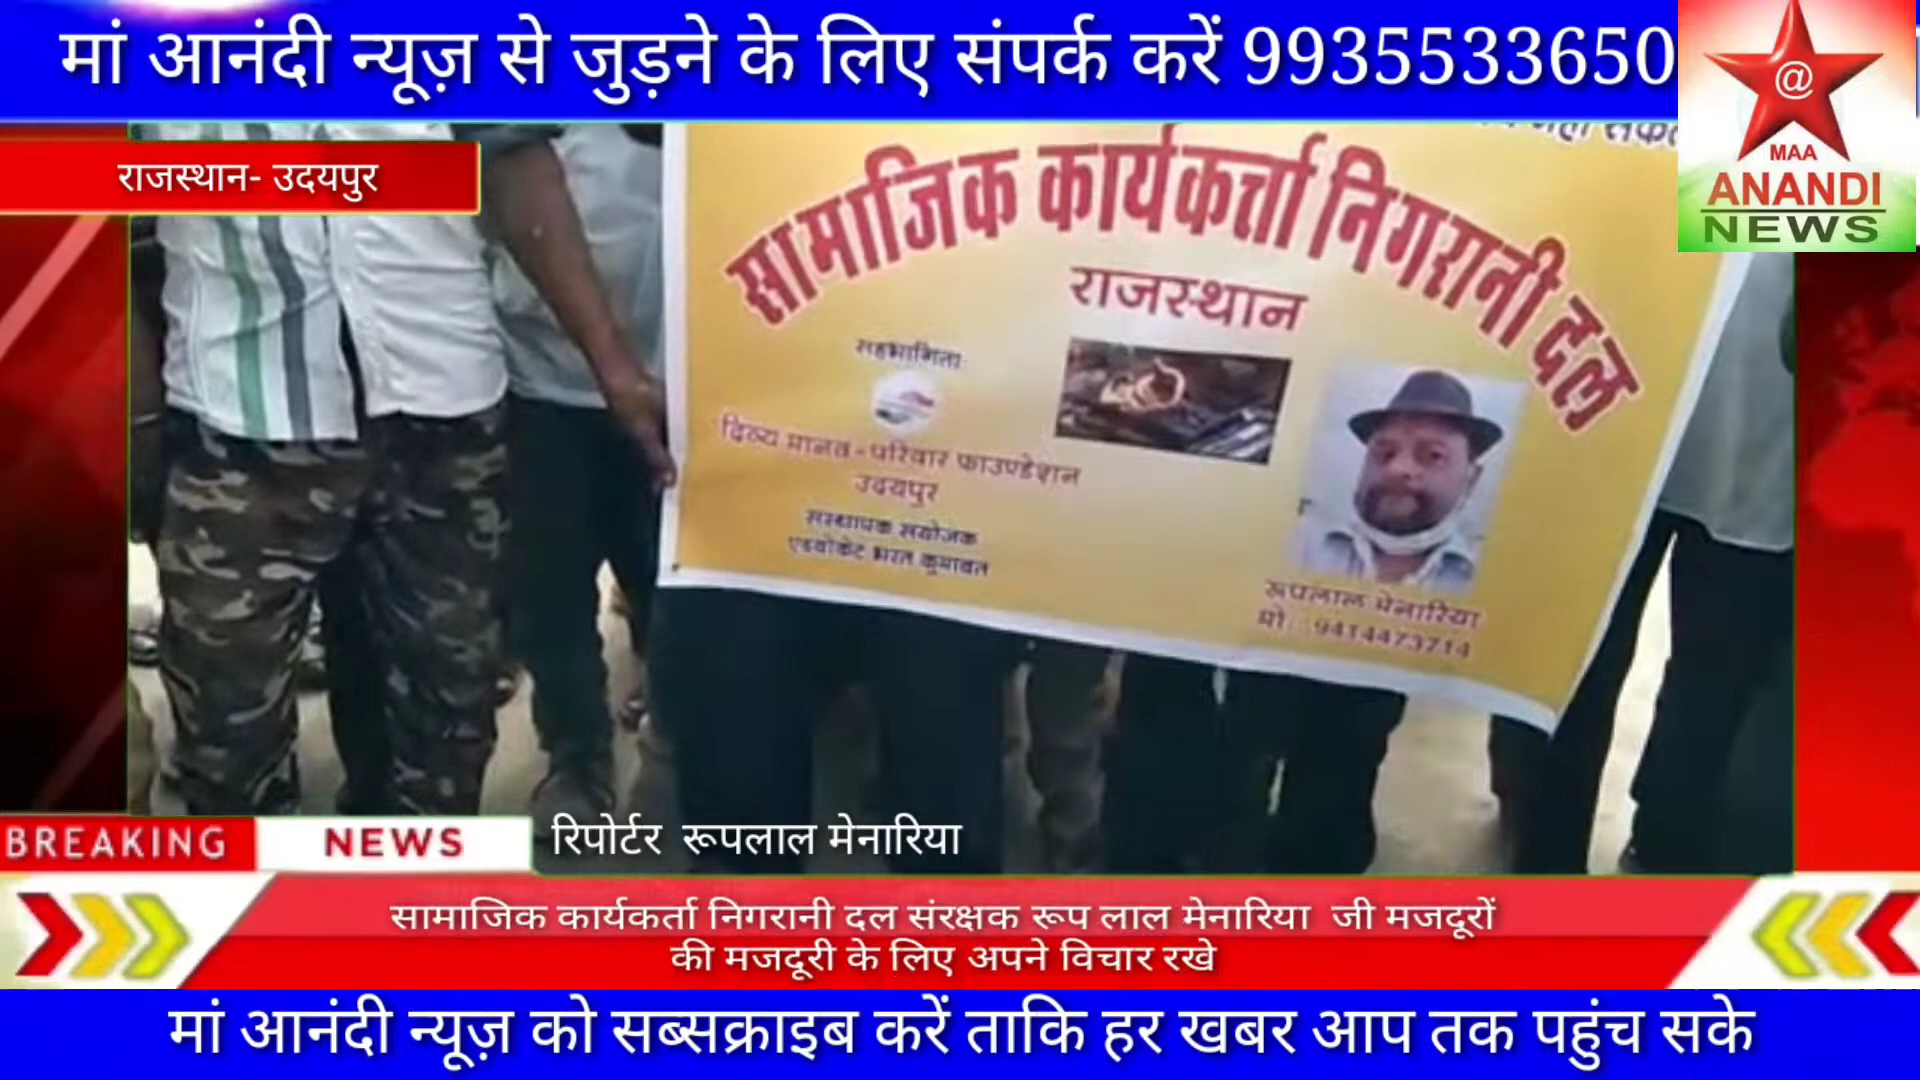 मां आनंदी न्यूज़ से जुड़ने के लिए संपर्क करें 9935533650
@
MAA
ANANDI
NEWS
राजस्थान- उदयपुर
सामाजिक कार्यकर्त्ता निगरानी दल
राजस्थान
सहभागिता:
दिव्य मानव - परिवार फाउण्डेशन
उदयपुर
संस्थापक संयोजक
एडवोकेट भरत कुमावत
रूपलाल मेनारिया
मो. : 9414473714
BREAKING NEWS
रिपोर्टर रूपलाल मेनारिया
सामाजिक कार्यकर्ता निगरानी दल संरक्षक रूप लाल मेनारिया जी मजदूरों
की मजदूरी के लिए अपने विचार रखे
मां आनंदी न्यूज़ को सब्सक्राइब करें ताकि हर खबर आप तक पहुंच सके